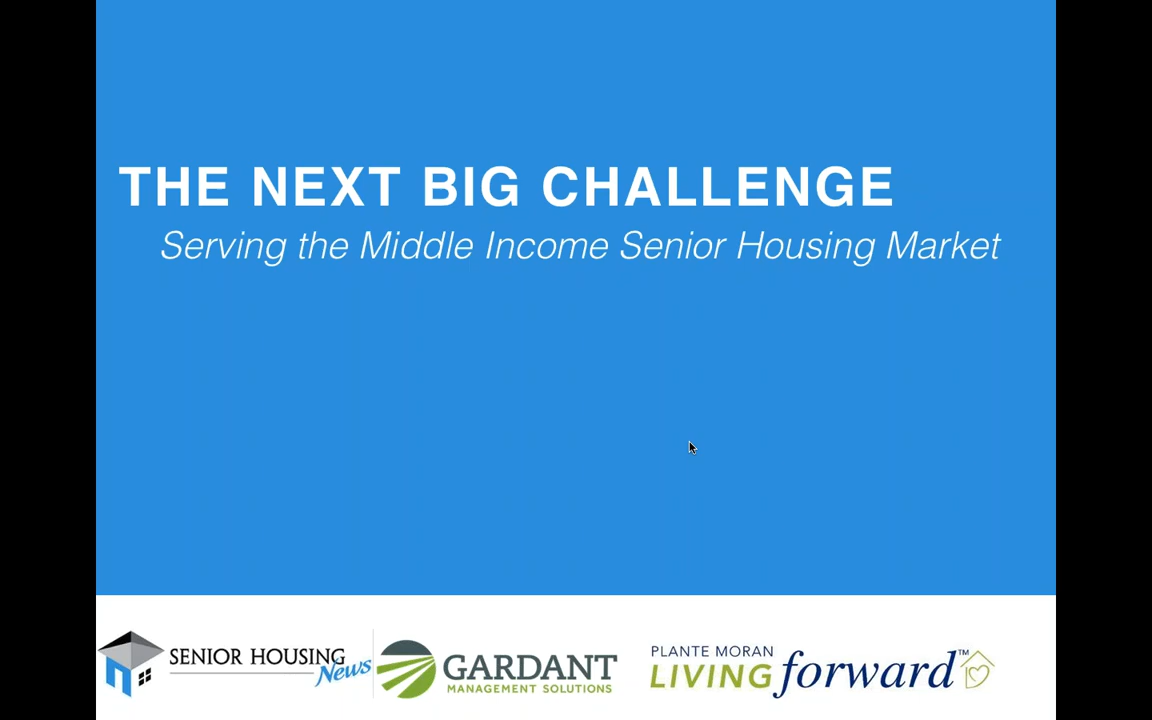 THE NEXT BIG CHALLENGE
Serving the Middle Income Senior Housing Market
SENIOR HOUSING
News
GARDANT
MANAGEMENT SOLUTIONS
PLANTE MORAN
LIVING forward™